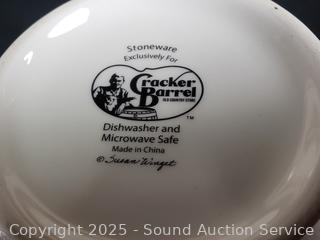 Stoneware
Exclusively For
Cracker
Barrel
OLD COUNTRY STORE
TM
Dishwasher and
Microwave Safe
Made in China
© Susan Winget
Copyright 2025 - Sound Auction Service